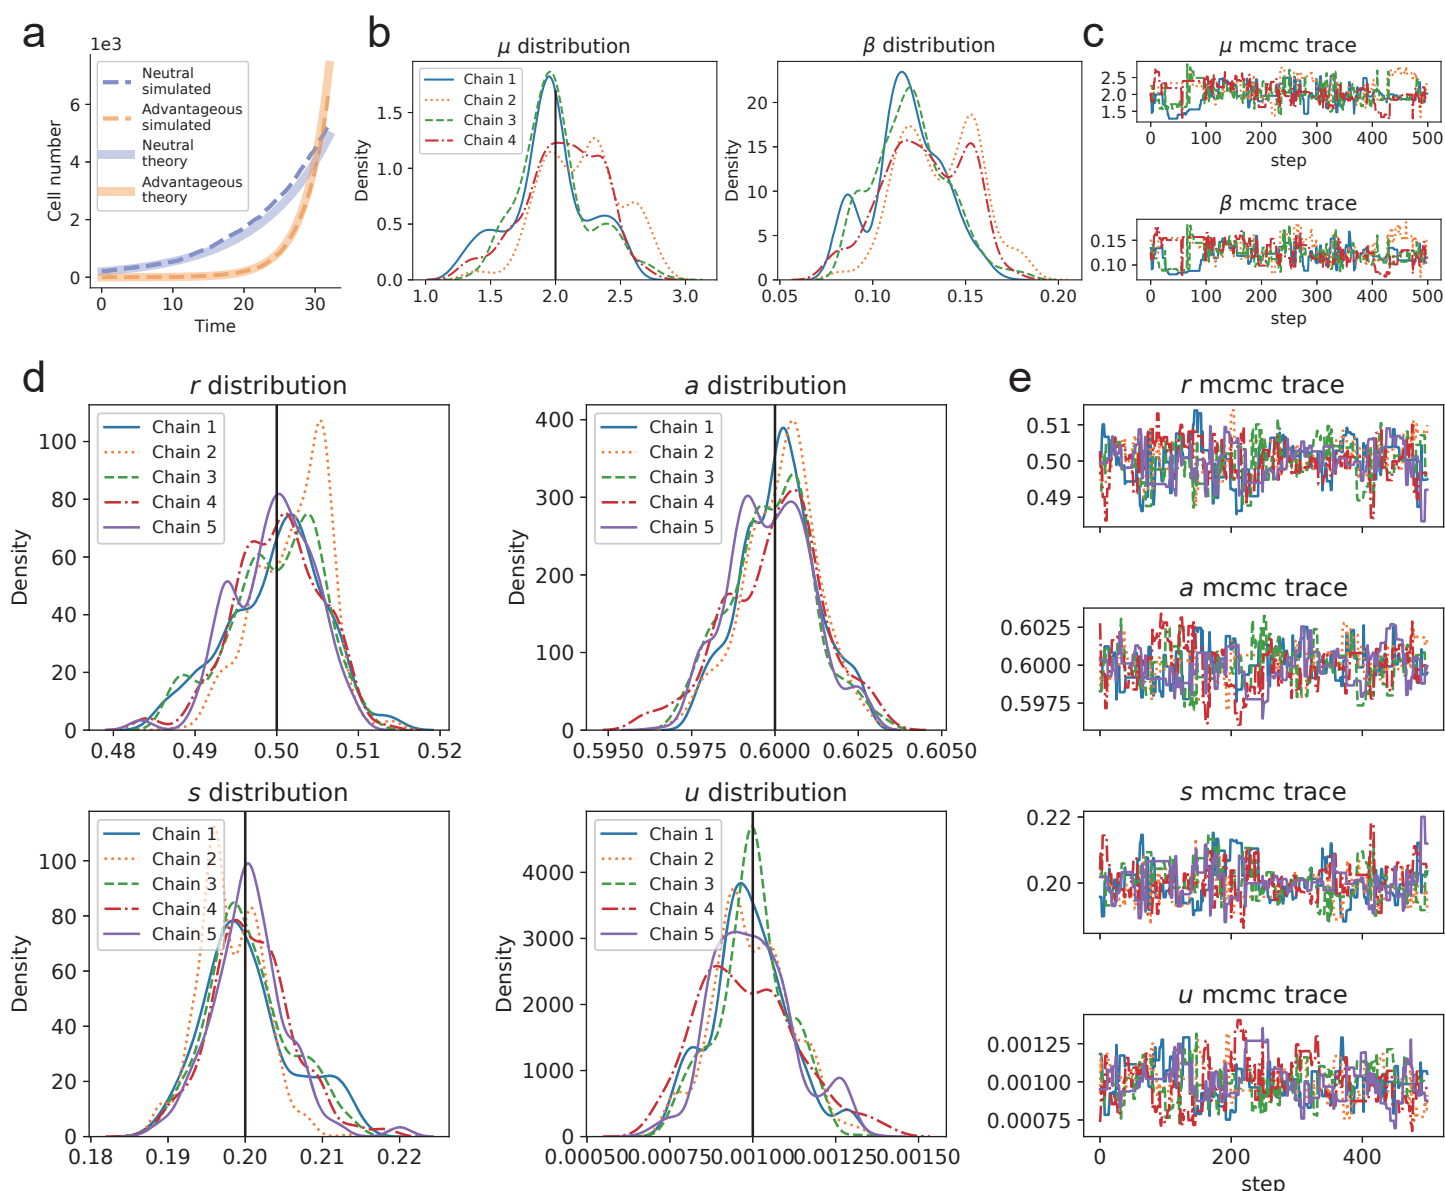 a
1e3
6
4
2
0
0
10
20
30
Cell number
Time
Neutral
simulated
Advantageous
simulated
Neutral
theory
Advantageous
theory
b
μ distribution
Chain 1
Chain 2
Chain 3
Chain 4
Density
1.5
1.0
0.5
0.0
1.0
1.5
2.0
2.5
3.0
β distribution
Density
20
15
10
5
0
0.05
0.10
0.15
0.20
c
μ mcmc trace
2.5
2.0
1.5
0
100
200
300
400
500
step
β mcmc trace
0.15
0.10
0
100
200
300
400
500
step
d
r distribution
Chain 1
Chain 2
Chain 3
Chain 4
Chain 5
Density
100
80
60
40
20
0
0.48
0.49
0.50
0.51
0.52
a distribution
Chain 1
Chain 2
Chain 3
Chain 4
Chain 5
Density
400
300
200
100
0
0.5950
0.5975
0.6000
0.6025
0.6050
s distribution
Chain 1
Chain 2
Chain 3
Chain 4
Chain 5
Density
100
80
60
40
20
0
0.18
0.19
0.20
0.21
0.22
u distribution
Chain 1
Chain 2
Chain 3
Chain 4
Chain 5
Density
4000
3000
2000
1000
0
0.00050
0.00075
0.00100
0.00125
0.00150
e
r mcmc trace
0.51
0.50
0.49
a mcmc trace
0.6025
0.6000
0.5975
s mcmc trace
0.22
0.20
u mcmc trace
0.00125
0.00100
0.00075
0
200
400
step